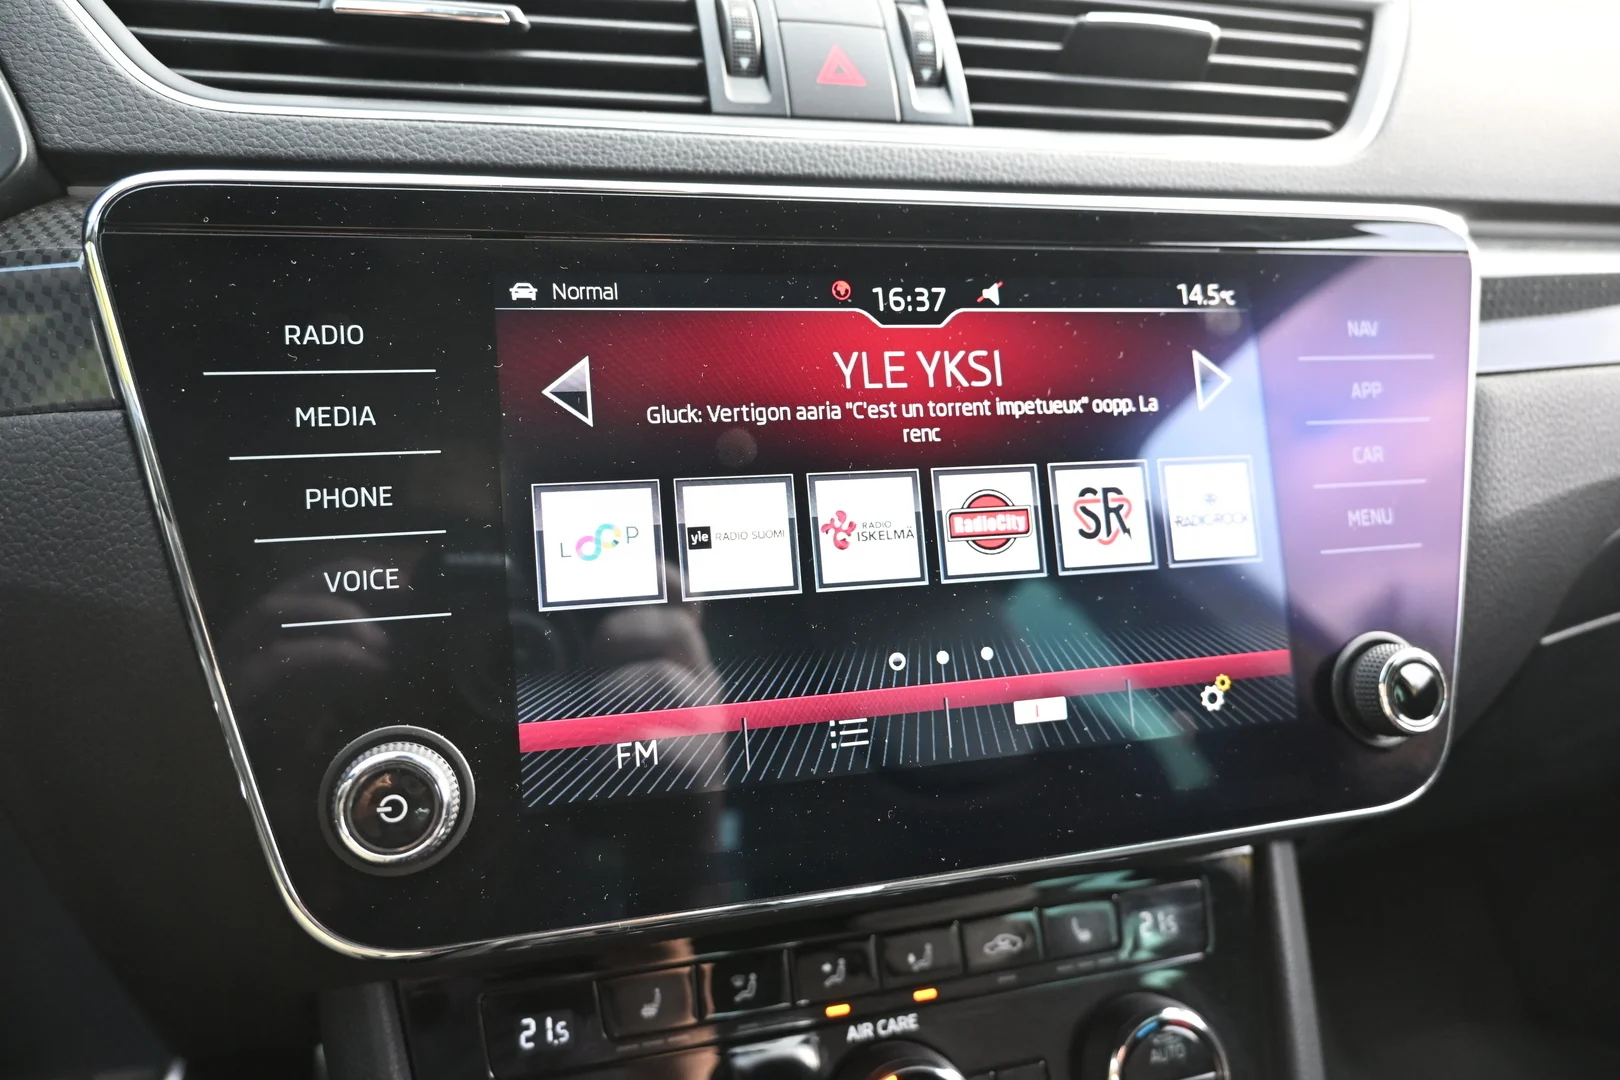 Normal
16:37
14.5°C
RADIO
MEDIA
PHONE
VOICE
NAV
APP
CAR
MENU
YLE YKSI
Gluck: Vertigon aaria "C'est un torrent impetueux" oopp. La
renc
LOOP
yle RADIO SUOMI
RADIO
ISKELMÄ
RadioCity
SR
RADIO ROCK
FM
21.5
21.5
AIR CARE
AUTO